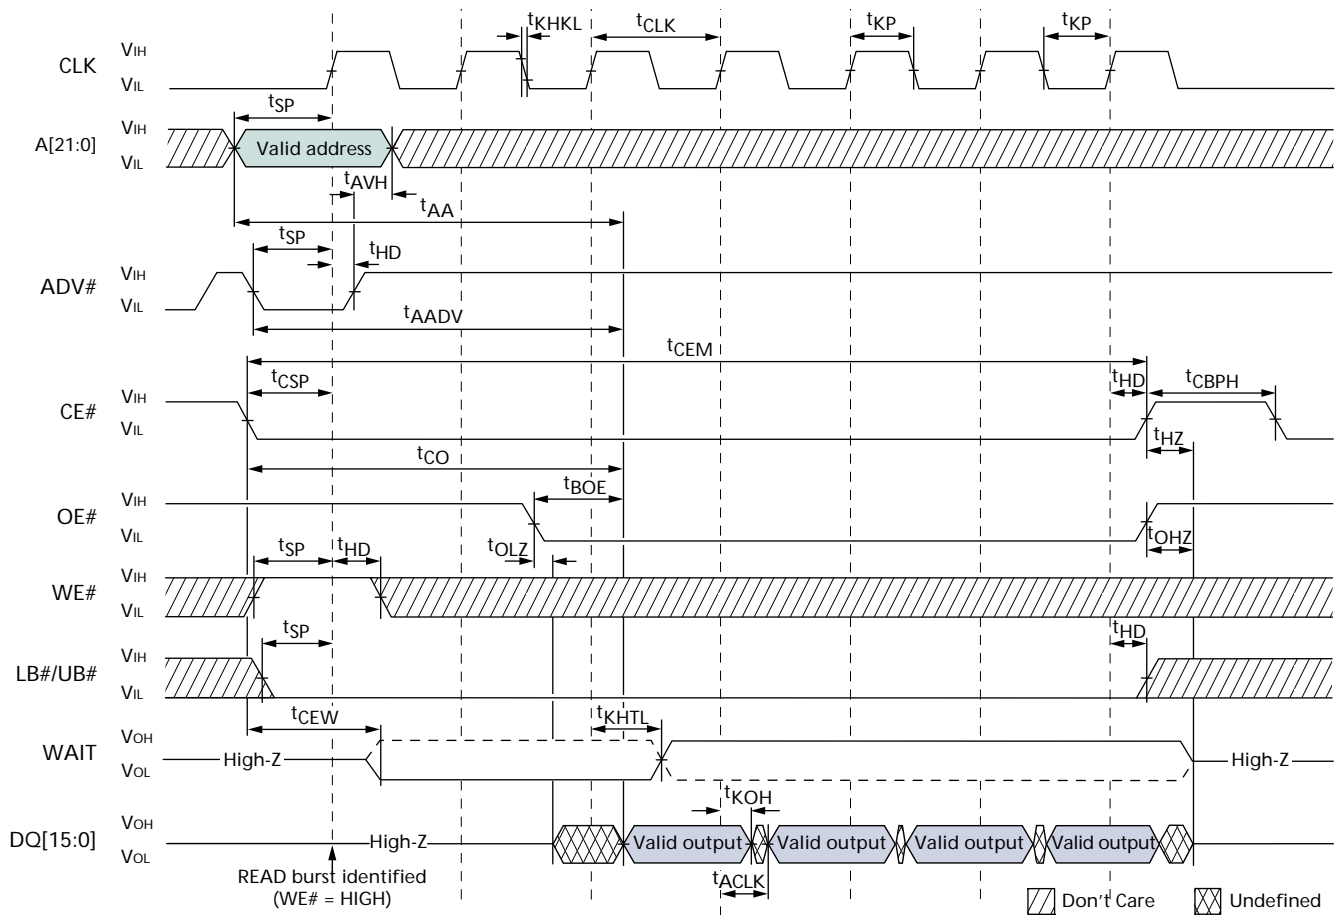 tKHKL tCLK tKP tKP
CLK VIH
VIL
tSP
A[21:0] VIH
VIL
Valid address
tAVH
tAA
tSP tHD
ADV# VIH
VIL
tAADV
tCEM
tCSP tHD tCBPH
CE# VIH
VIL
tHZ
tCO
tBOE
OE# VIH
VIL
tOLZ tOHZ
tSP tHD
WE# VIH
VIL
tSP tHD
LB#/UB# VIH
VIL
tCEW tKHTL
WAIT VOH
VOL
High-Z High-Z
tKOH
DQ[15:0] VOH
VOL
High-Z Valid output Valid output Valid output Valid output
tACLK
READ burst identified
(WE# = HIGH)
Don't Care Undefined